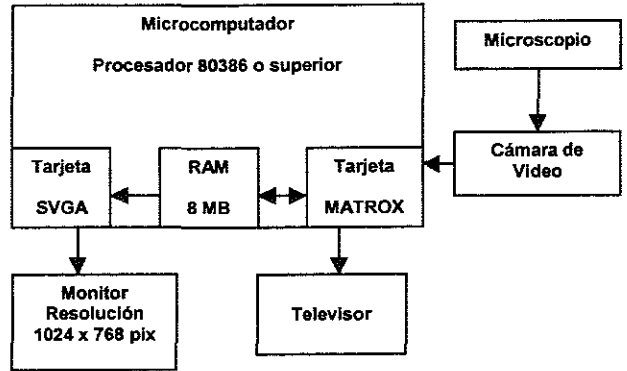 Microcomputador
Procesador 80386 o superior
Microscopio
Tarjeta
SVGA
RAM
8 MB
Tarjeta
MATROX
Cámara de
Video
Monitor
Resolución
1024 x 768 pix
Televisor